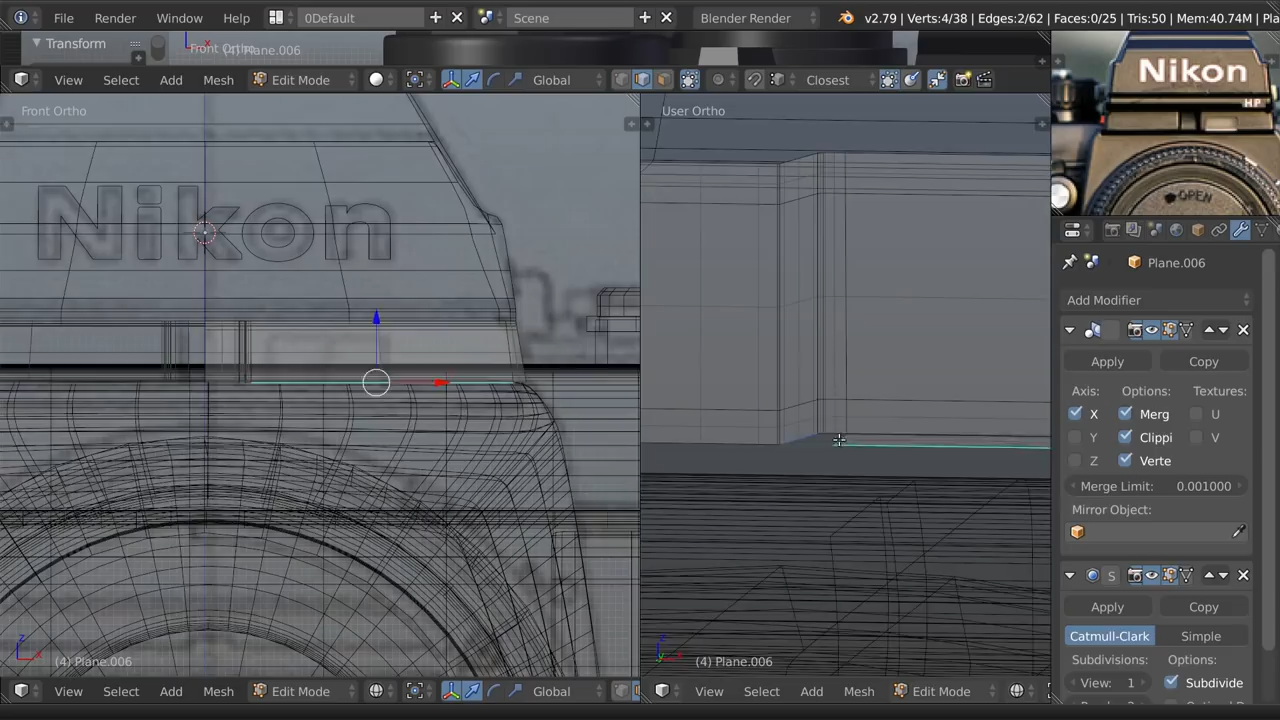 File Render Window Help 0Default Scene Blender Render v2.79 | Verts:4/38 | Edges:2/62 | Faces:0/25 | Tris:50 | Mem:40.74M | Pla
Transform
Front Ortho
(1) Plane.006
View Select Add Mesh Edit Mode Global Closest
Front Ortho
User Ortho
Nikon
Nikon
HP
OPEN
Plane.006
Add Modifier
Apply Copy
Axis: Options: Textures:
X Merg U
Y Clippi V
Z Verte
Merge Limit: 0.001000
Mirror Object:
S
Apply Copy
Catmull-Clark Simple
Subdivisions: Options:
View: 1 Subdivide
z x
(4) Plane.006
z y x
(4) Plane.006
View Select Add Mesh Edit Mode Global
View Select Add Mesh Edit Mode